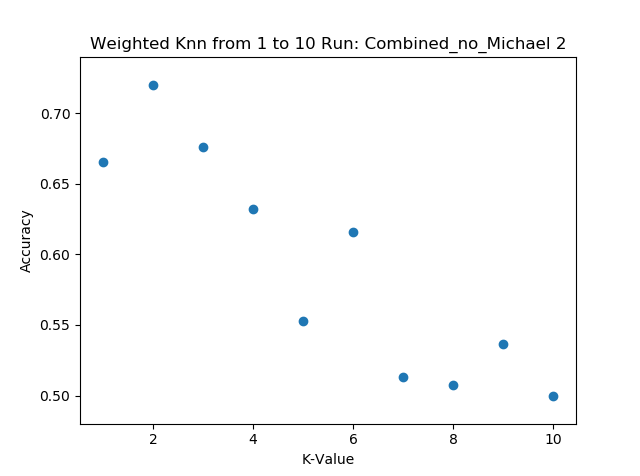 Weighted Knn from 1 to 10 Run: Combined_no_Michael 2
0.70
0.65
0.60
0.55
0.50
Accuracy
2 4 6 8 10
K-Value